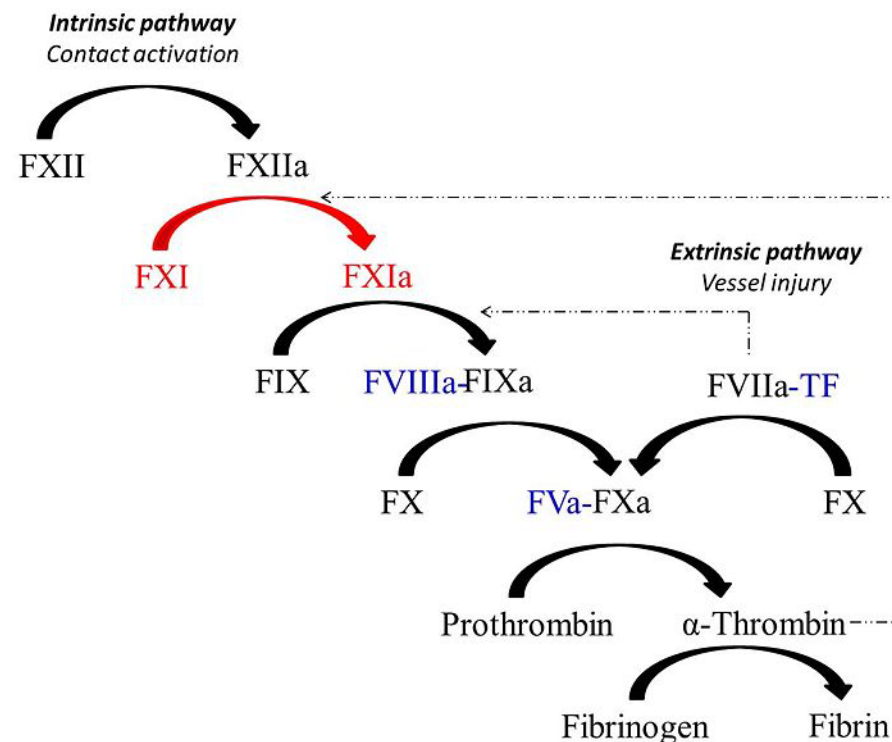 Intrinsic pathway
Contact activation
FXII FXIIa
FXI FXIa
Extrinsic pathway
Vessel injury
FIX FVIIIa-FIXa FVIIa-TF
FX FVa-FXa FX
Prothrombin α-Thrombin
Fibrinogen Fibrin